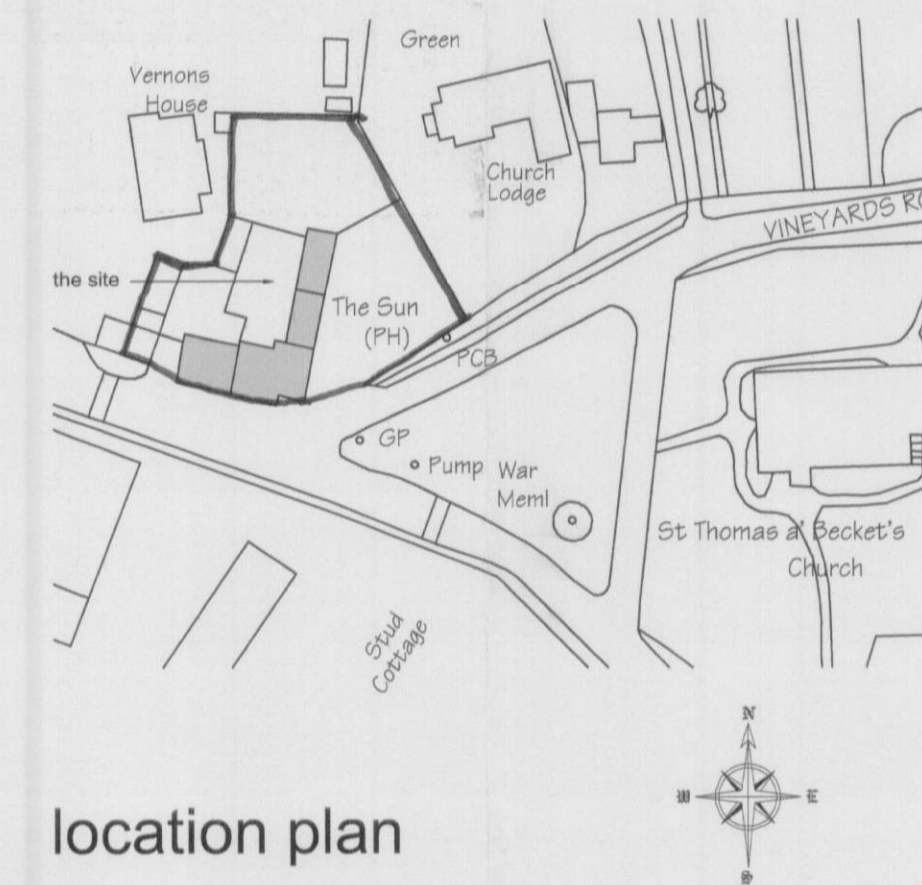 Green
Vernons
House
Church
Lodge
VINEYARDS
the site
The Sun
(PH)
PCB
GP
Pump
War
Meml
St Thomas a' Becket's
Church
Stud
Cottage
N
W
E
S
location plan